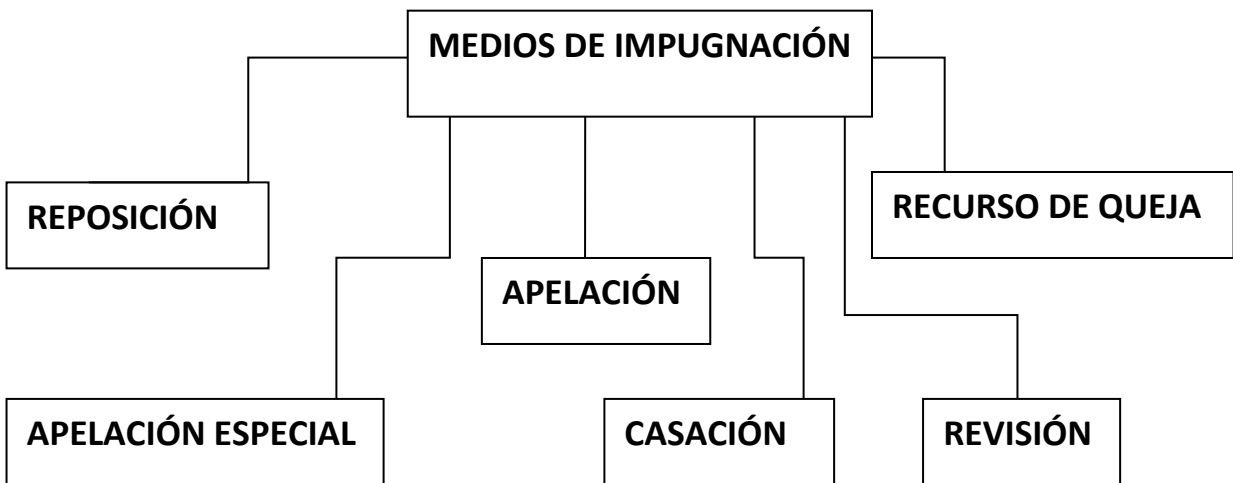 MEDIOS DE IMPUGNACIÓN
REPOSICIÓN
RECURSO DE QUEJA
APELACIÓN
APELACIÓN ESPECIAL
CASACIÓN
REVISIÓN